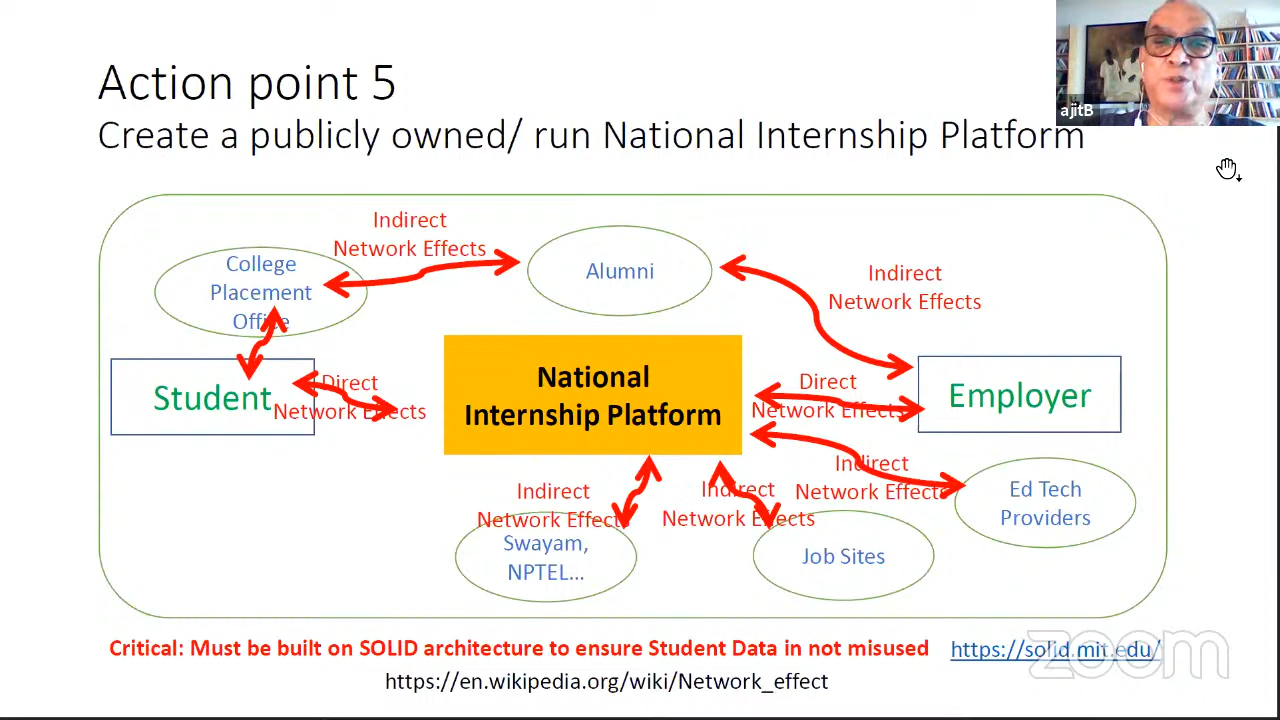 Action point 5
Create a publicly owned/ run National Internship Platform
ajitB
Indirect
Network Effects
College
Placement
Office
Alumni
Indirect
Network Effects
Student
Direct
Network Effects
National
Internship Platform
Direct
Network Effects
Employer
Indirect
Network Effects
Indirect
Network Effects
Indirect
Network Effects
Ed Tech
Providers
Swayam,
NPTEL...
Job Sites
Critical: Must be built on SOLID architecture to ensure Student Data in not misused https://solid.mit.edu/
https://en.wikipedia.org/wiki/Network_effect
zoom